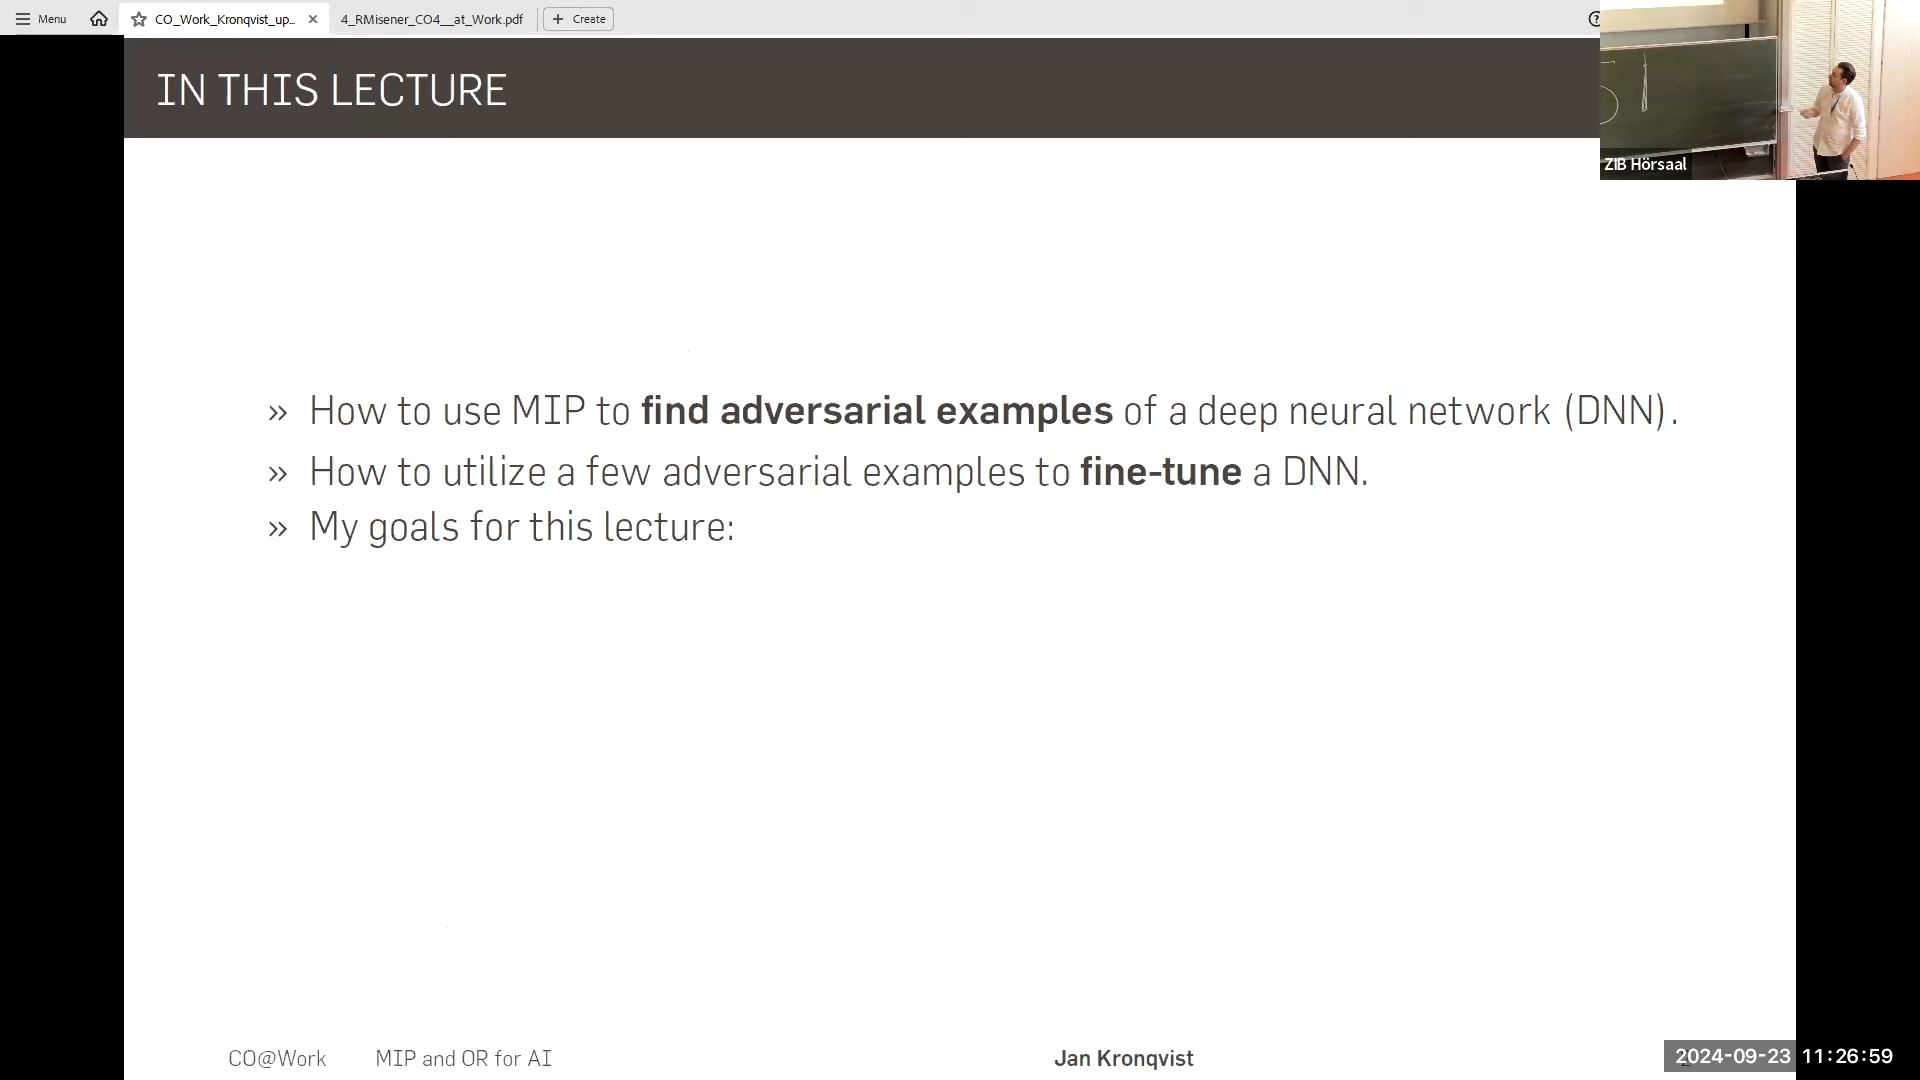 Menu
CO_Work_Kronqvist_up...
4_RMisener_CO4__at_Work.pdf
Create
IN THIS LECTURE
ZIB Hörsaal
» How to use MIP to find adversarial examples of a deep neural network (DNN).
» How to utilize a few adversarial examples to fine-tune a DNN.
» My goals for this lecture:
CO@Work MIP and OR for AI Jan Kronqvist
2024-09-23 11:26:59